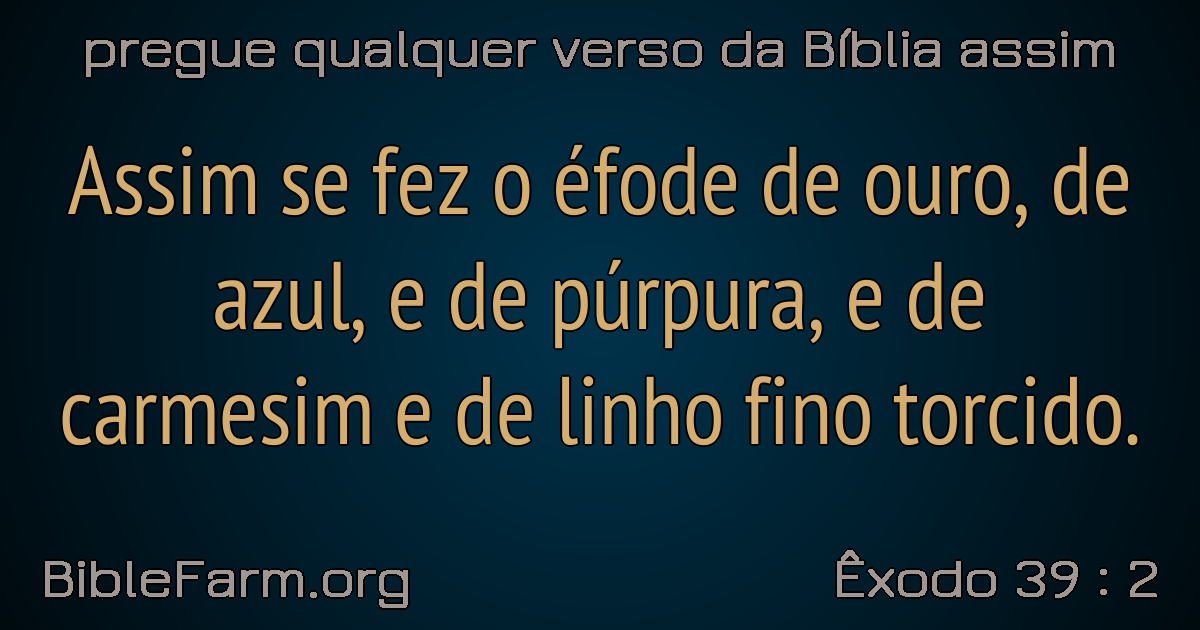 pregue qualquer verso da Bíblia assim
Assim se fez o éfode de ouro, de
azul, e de púrpura, e de
carmesim e de linho fino torcido.
BibleFarm.org
Êxodo 39 : 2